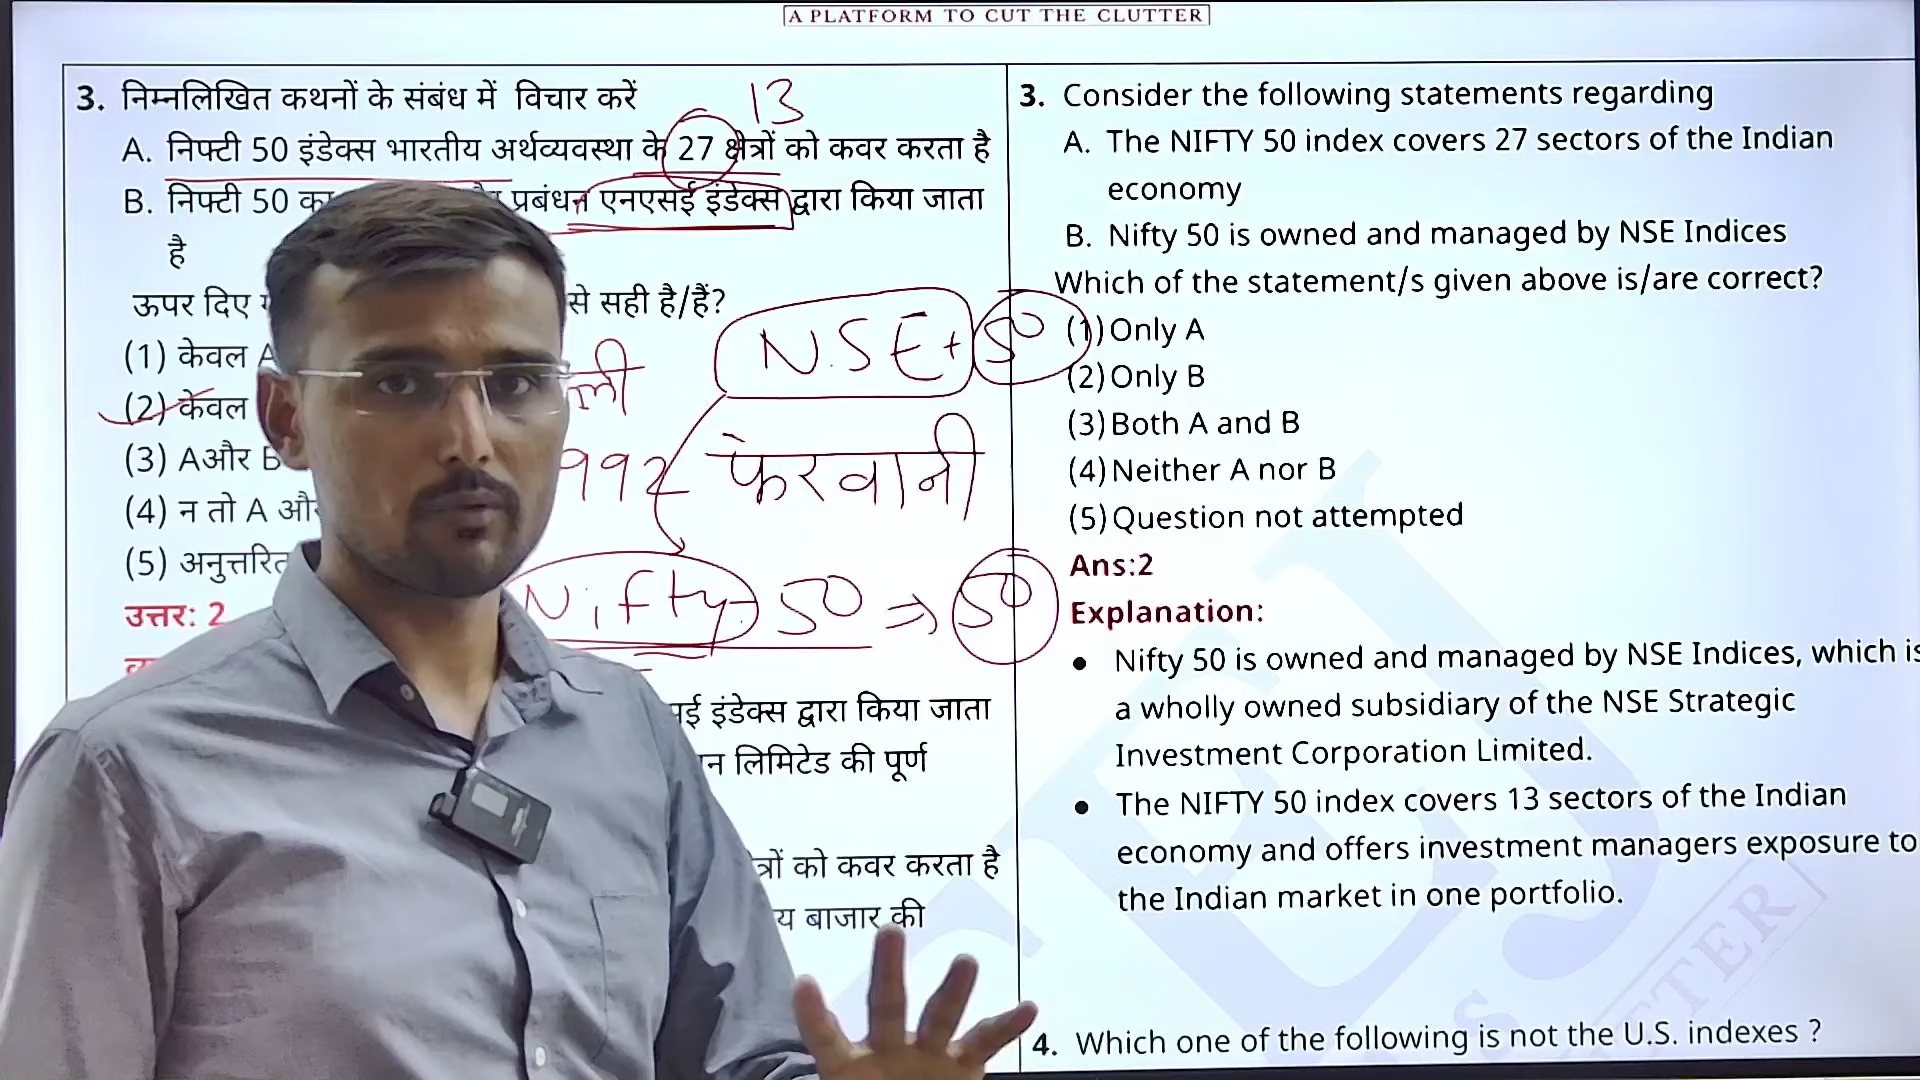 A PLATFORM TO CUT THE CLUTTER
3. निम्नलिखित कथनों के संबंध में विचार करें
13
A. निफ्टी 50 इंडेक्स भारतीय अर्थव्यवस्था के 27 क्षेत्रों को कवर करता है
B. निफ्टी 50 का प्रबंधन एनएसई इंडेक्स द्वारा किया जाता
है
ऊपर दिए से सही है/हैं?
(1) केवल A
(2) केवल
(3) Aऔर B
(4) न तो A और
(5) अनुत्तरित
उत्तर: 2
N.S.E + 50
992 फेरवानी
Nifty - 50 ⇒ 50
इंडेक्स द्वारा किया जाता
लिमिटेड की पूर्ण
को कवर करता है
बाजार की
3. Consider the following statements regarding
A. The NIFTY 50 index covers 27 sectors of the Indian
economy
B. Nifty 50 is owned and managed by NSE Indices
Which of the statement/s given above is/are correct?
(1) Only A
(2) Only B
(3) Both A and B
(4) Neither A nor B
(5) Question not attempted
Ans:2
Explanation:
• Nifty 50 is owned and managed by NSE Indices, which is
a wholly owned subsidiary of the NSE Strategic
Investment Corporation Limited.
• The NIFTY 50 index covers 13 sectors of the Indian
economy and offers investment managers exposure to
the Indian market in one portfolio.
4. Which one of the following is not the U.S. indexes ?